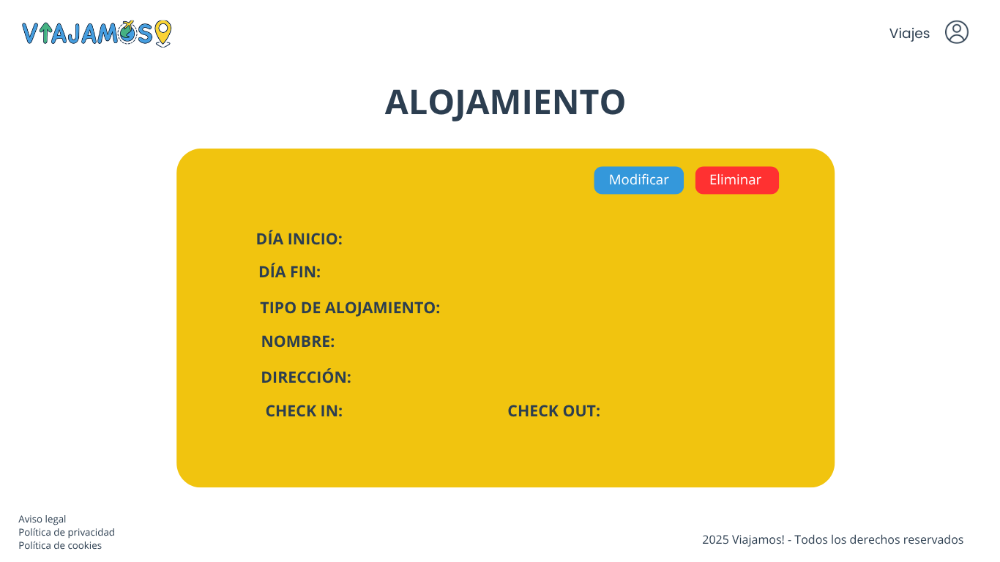 VIAJAMOS
Viajes
ALOJAMIENTO
Modificar Eliminar
DÍA INICIO:
DÍA FIN:
TIPO DE ALOJAMIENTO:
NOMBRE:
DIRECCIÓN:
CHECK IN: CHECK OUT:
Aviso legal
Política de privacidad
Política de cookies
2025 Viajamos! - Todos los derechos reservados